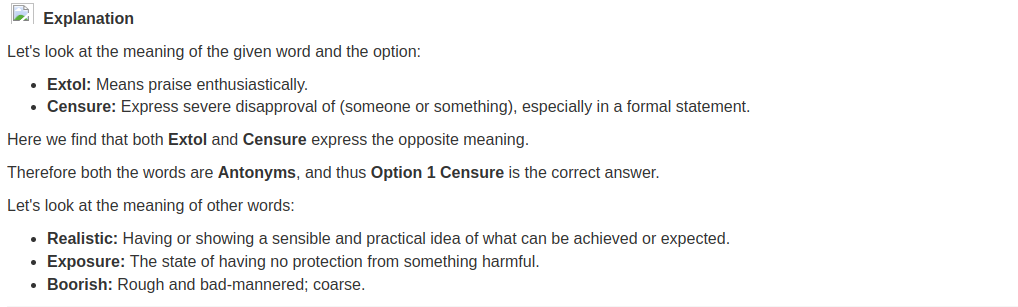 Explanation
Let's look at the meaning of the given word and the option:
• Extol: Means praise enthusiastically.
• Censure: Express severe disapproval of (someone or something), especially in a formal statement.
Here we find that both Extol and Censure express the opposite meaning.
Therefore both the words are Antonyms, and thus Option 1 Censure is the correct answer.
Let's look at the meaning of other words:
• Realistic: Having or showing a sensible and practical idea of what can be achieved or expected.
• Exposure: The state of having no protection from something harmful.
• Boorish: Rough and bad-mannered; coarse.